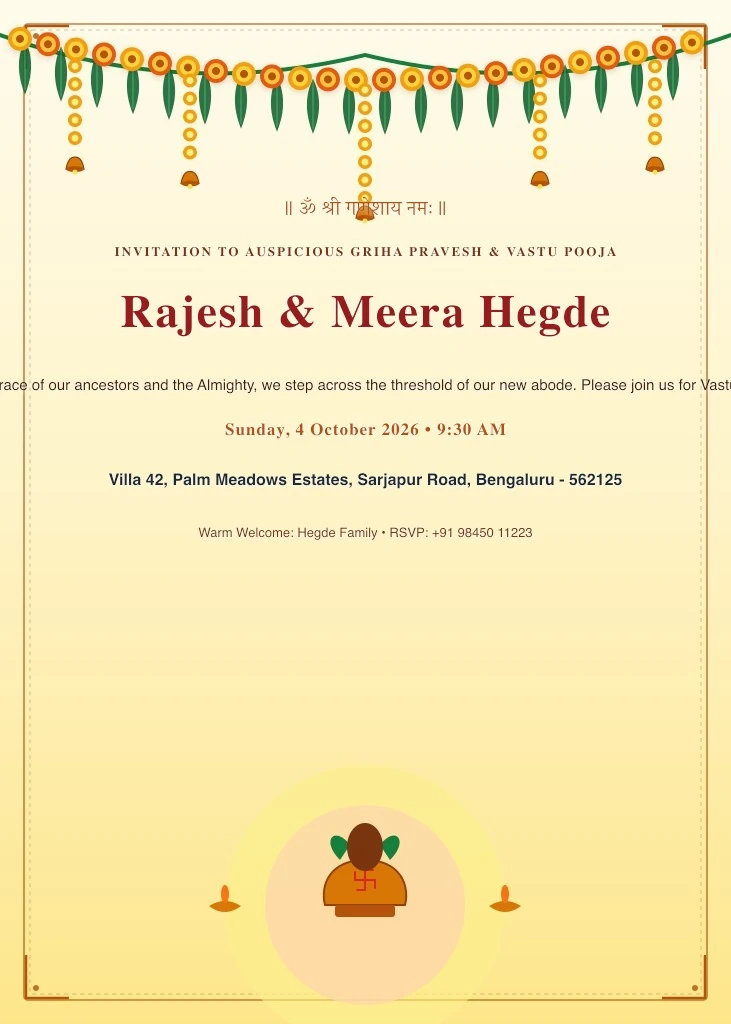 ॥ ॐ श्री गणेशाय नमः ॥
INVITATION TO AUSPICIOUS GRIHA PRAVESH & VASTU POOJA
Rajesh & Meera Hegde
of our ancestors and the Almighty, we step across the threshold of our new abode. Please join us for
Sunday, 4 October 2026 • 9:30 AM
Villa 42, Palm Meadows Estates, Sarjapur Road, Bengaluru - 562125
Warm Welcome: Hegde Family • RSVP: +91 98450 11223